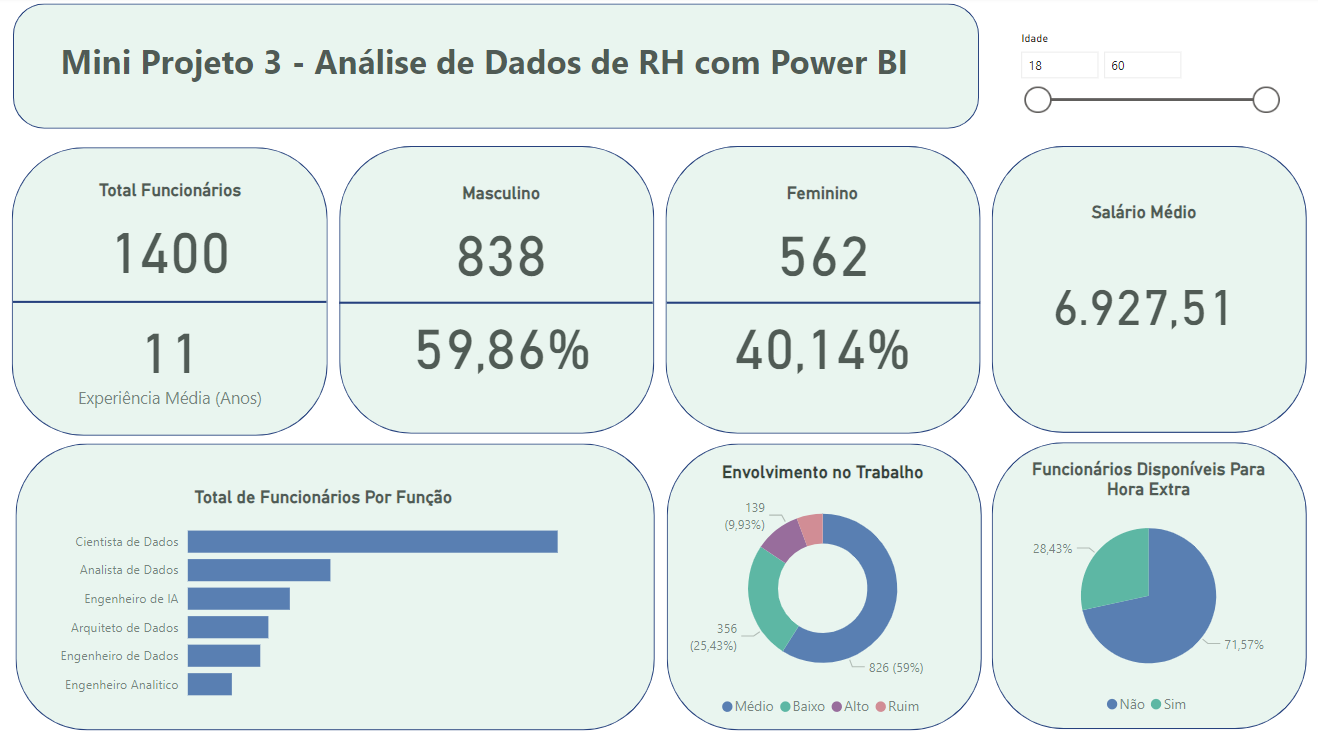 Mini Projeto 3 - Análise de Dados de RH com Power BI
Idade
18
60
Total Funcionários
1400
11
Experiência Média (Anos)
Masculino
838
59,86%
Feminino
562
40,14%
Salário Médio
6.927,51
Total de Funcionários Por Função
Cientista de Dados
Analista de Dados
Engenheiro de IA
Arquiteto de Dados
Engenheiro de Dados
Engenheiro Analítico
Envolvimento no Trabalho
139
(9,93%)
356
(25,43%)
826 (59%)
Médio
Baixo
Alto
Ruim
Funcionários Disponíveis Para
Hora Extra
28,43%
71,57%
Não
Sim